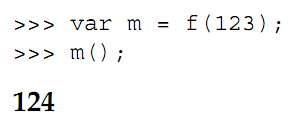 >>> var m = f(123);
>>> m();
124